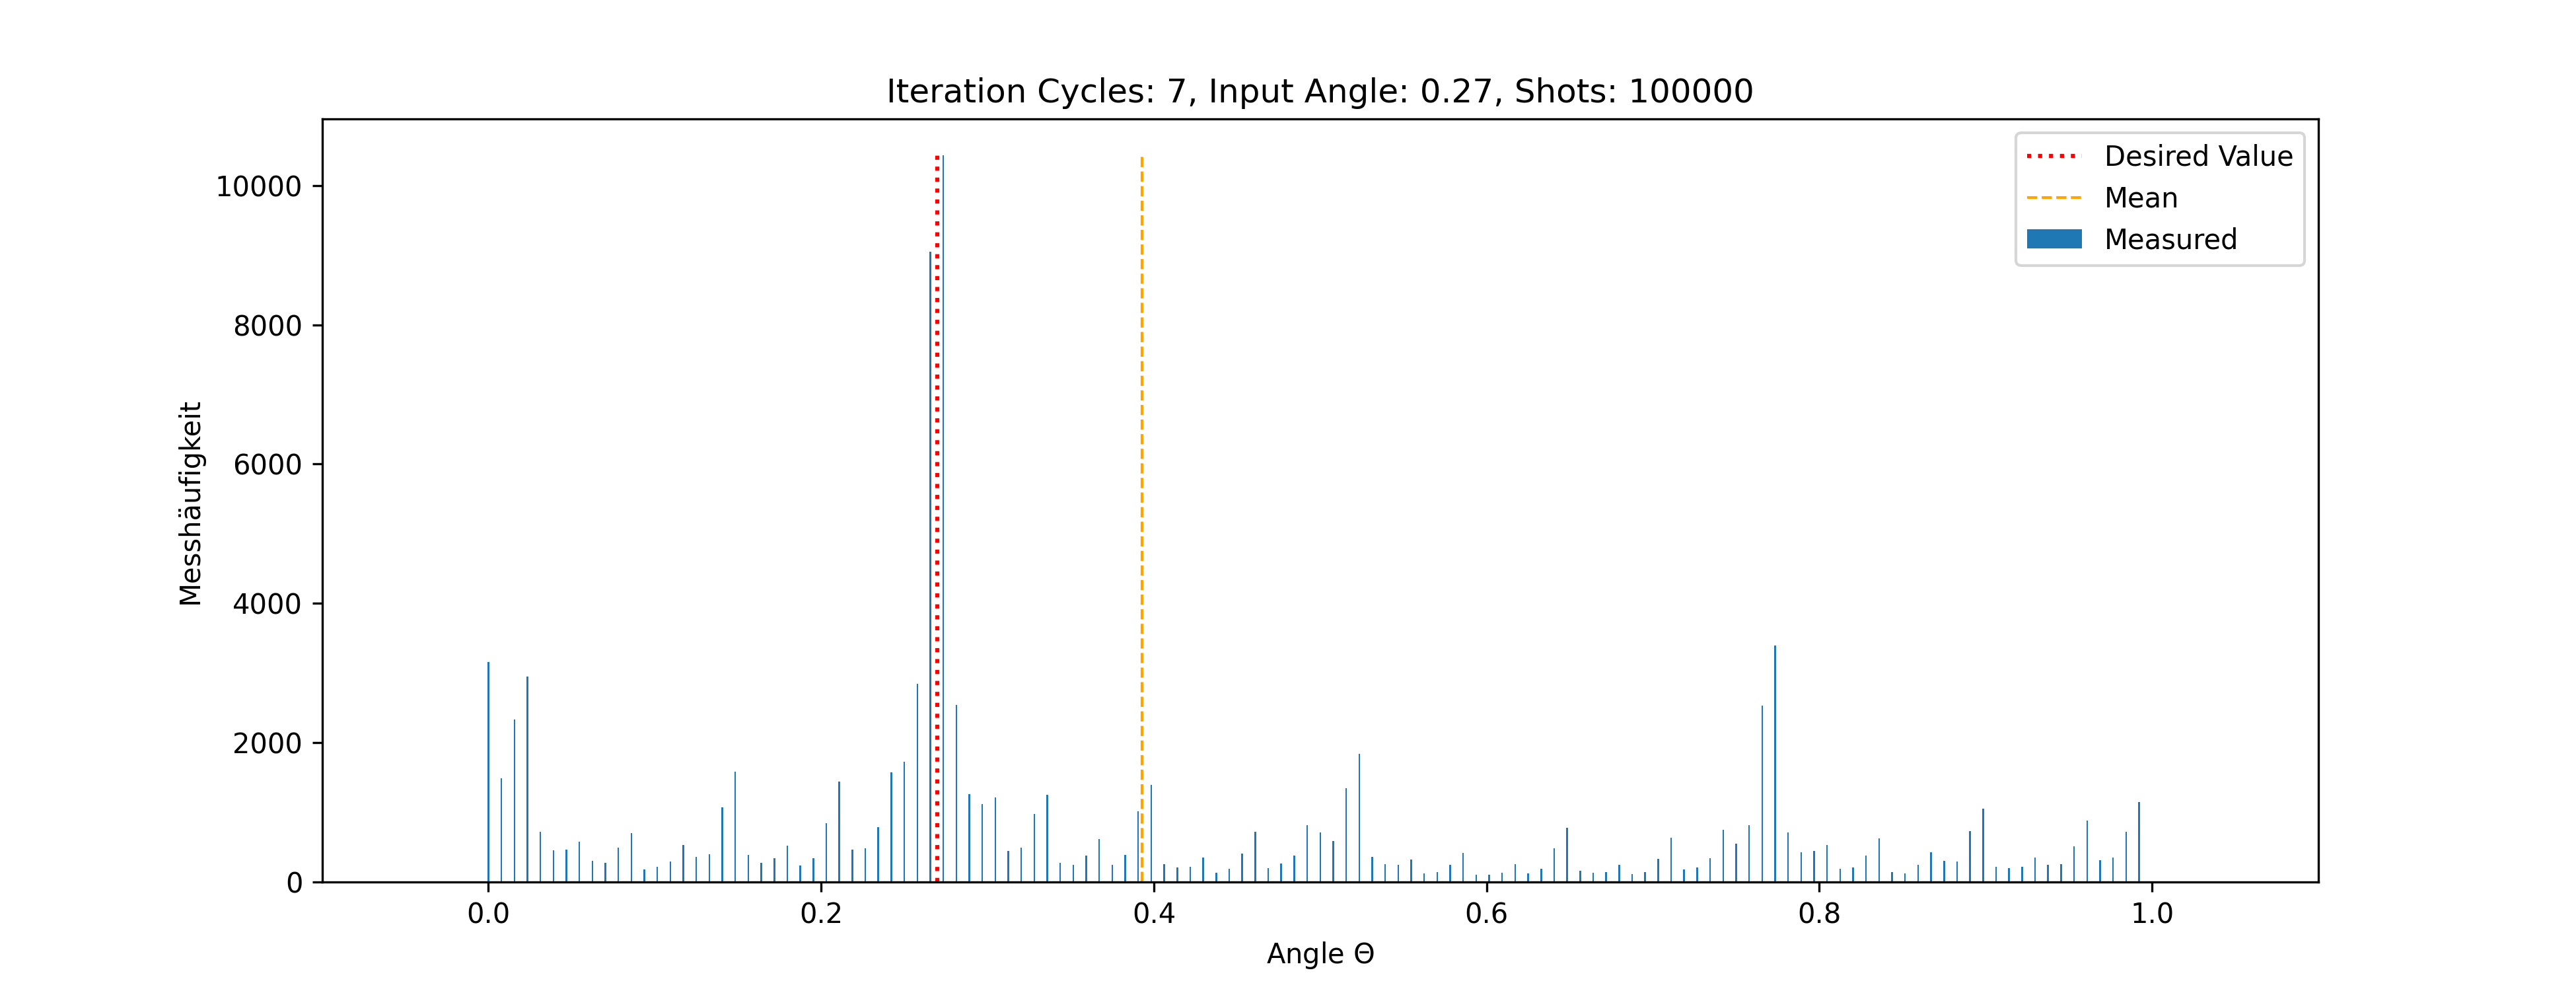 Iteration Cycles: 7, Input Angle: 0.27, Shots: 100000
Desired Value
Mean
Measured
Messhäufigkeit
10000
8000
6000
4000
2000
0
0.0 0.2 0.4 0.6 0.8 1.0
Angle Θ